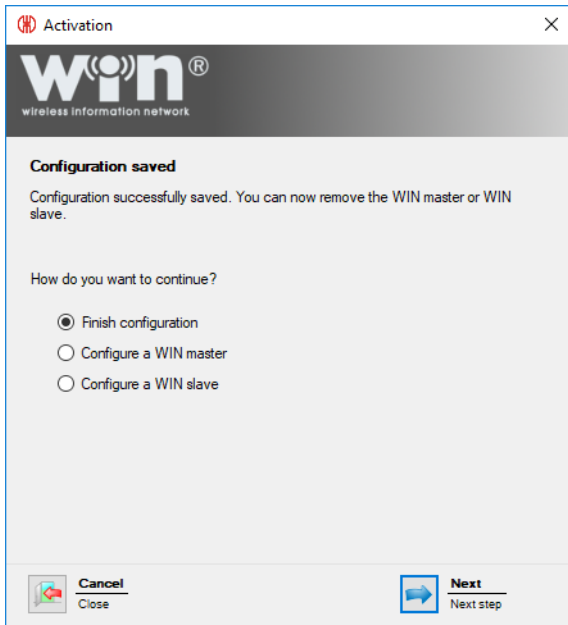 Activation
WiN®
wireless information network
Configuration saved
Configuration successfully saved. You can now remove the WIN master or WIN
slave.
How do you want to continue?
Finish configuration
Configure a WIN master
Configure a WIN slave
Cancel
Close
Next
Next step